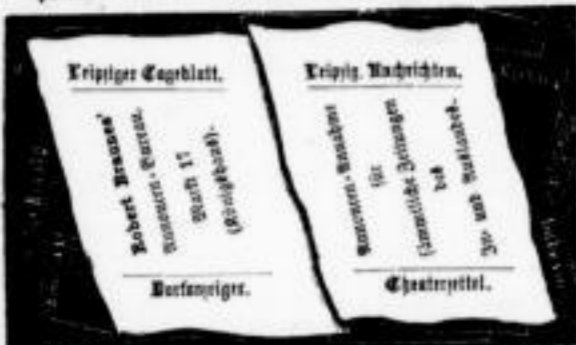 Leipziger Tageblatt.
Robert Braunes'
Annoncen-Bureau.
Markt 17
(Königshaus).
Dorfanzeiger.
Leipzig. Nachrichten.
Annoncen-Annahme
für
sämmtliche Zeitungen
des
In- und Auslandes.
Theaterzettel.